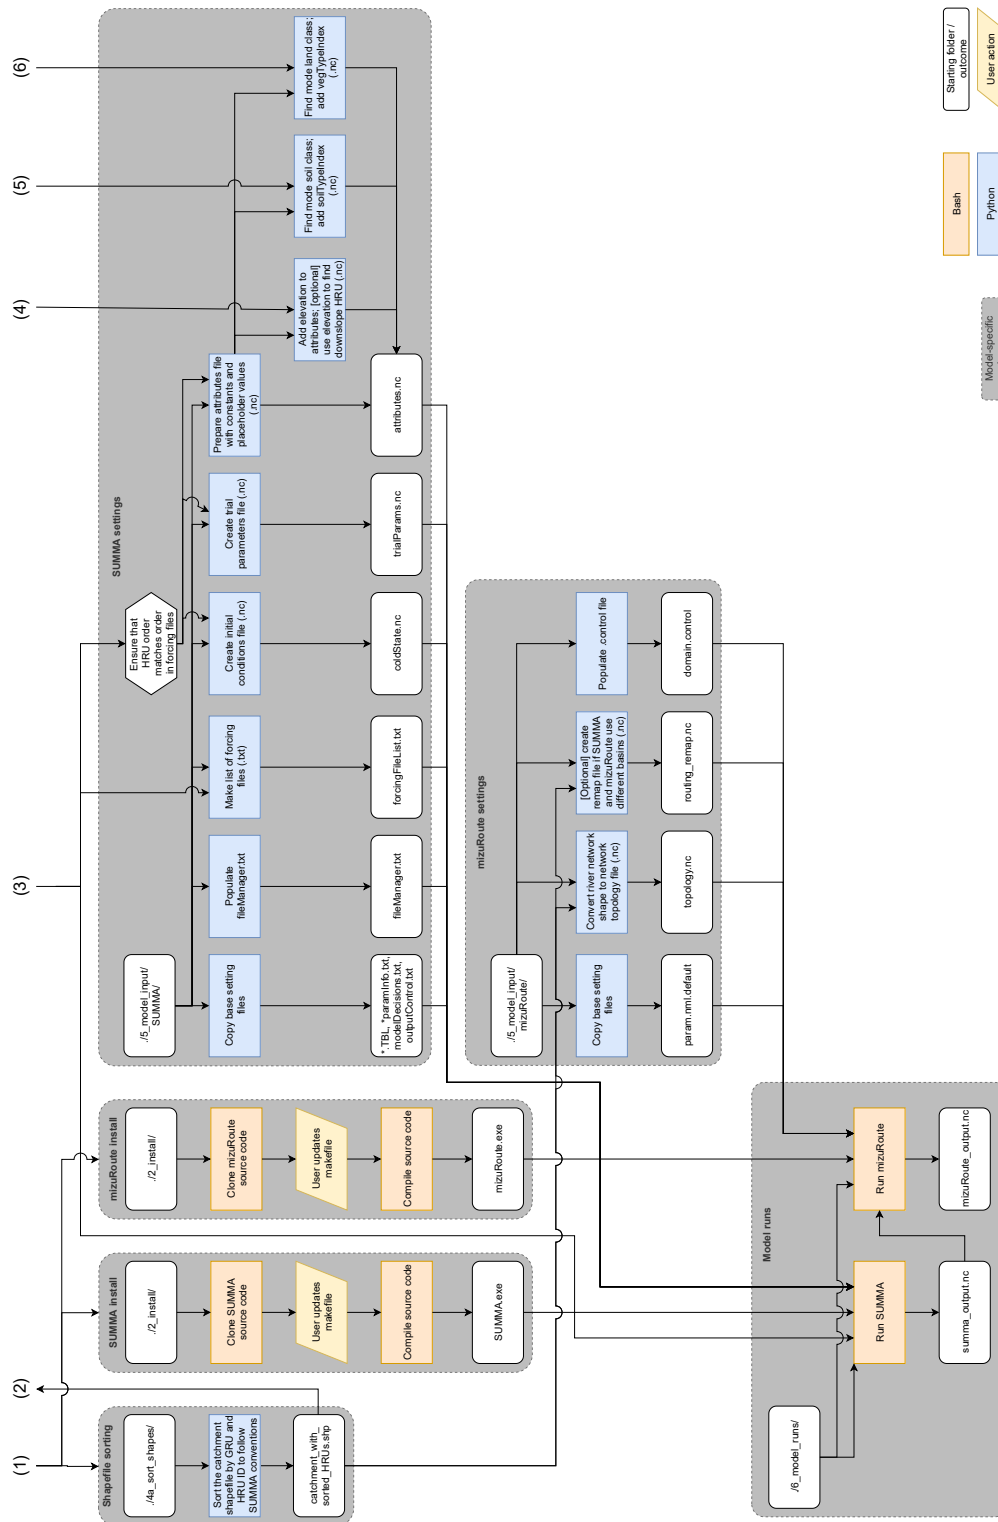 (1)
(2)
(3)
(4)
(5)
(6)
Shapefile sorting
./4a_sort_shapes/
Sort the catchment
shapefile by GRU and
HRU ID to follow
SUMMA conventions
catchment_with_
sorted_HRUs.shp
SUMMA install
./2_install/
Clone SUMMA
source code
User updates
makefile
Compile source code
SUMMA.exe
mizuRoute install
./2_install/
Clone mizuRoute
source code
User updates
makefile
Compile source code
mizuRoute.exe
SUMMA settings
./5_model_input/
SUMMA/
Ensure that
HRU order
matches order
in forcing files
Copy base setting
files
Populate
fileManager.txt
Make list of forcing
files (.txt)
Create initial
conditions file (.nc)
Create trial
parameters file (.nc)
Prepare attributes file
with constants and
placeholder values
(.nc)
Add elevation to
attributes; [optional]
use elevation to find
downslope HRU (.nc)
Find mode soil class;
add soilTypeIndex
(.nc)
Find mode land class;
add vegTypeIndex
(.nc)
*.TBL, *paramInfo.txt,
modelDecisions.txt,
outputControl.txt
fileManager.txt
forcingFileList.txt
coldState.nc
trialParams.nc
attributes.nc
mizuRoute settings
./5_model_input/
mizuRoute/
Copy base setting
files
Convert river network
shape to network
topology file (.nc)
[Optional] create
remap file if SUMMA
and mizuRoute use
different basins (.nc)
Populate .control file
param.nml.default
topology.nc
routing_remap.nc
domain.control
Model runs
./6_model_runs/
Run SUMMA
Run mizuRoute
summa_output.nc
mizuRoute_output.nc
Model-specific
Bash
Python
Starting folder /
outcome
User action